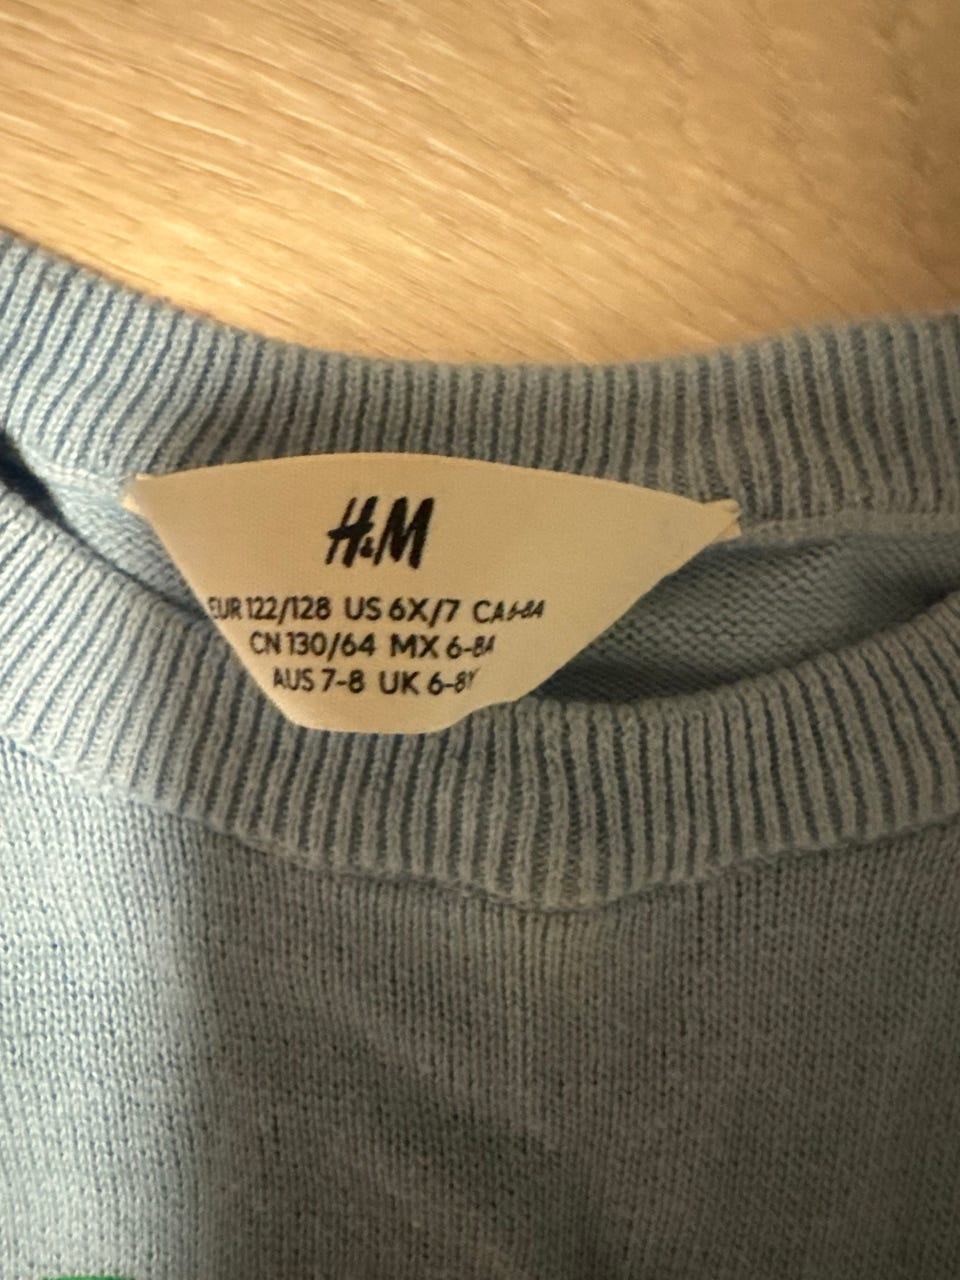 H&M
EUR 122/128 US 6X/7 CA 6-8A
CN 130/64 MX 6-8A
AUS 7-8 UK 6-8Y